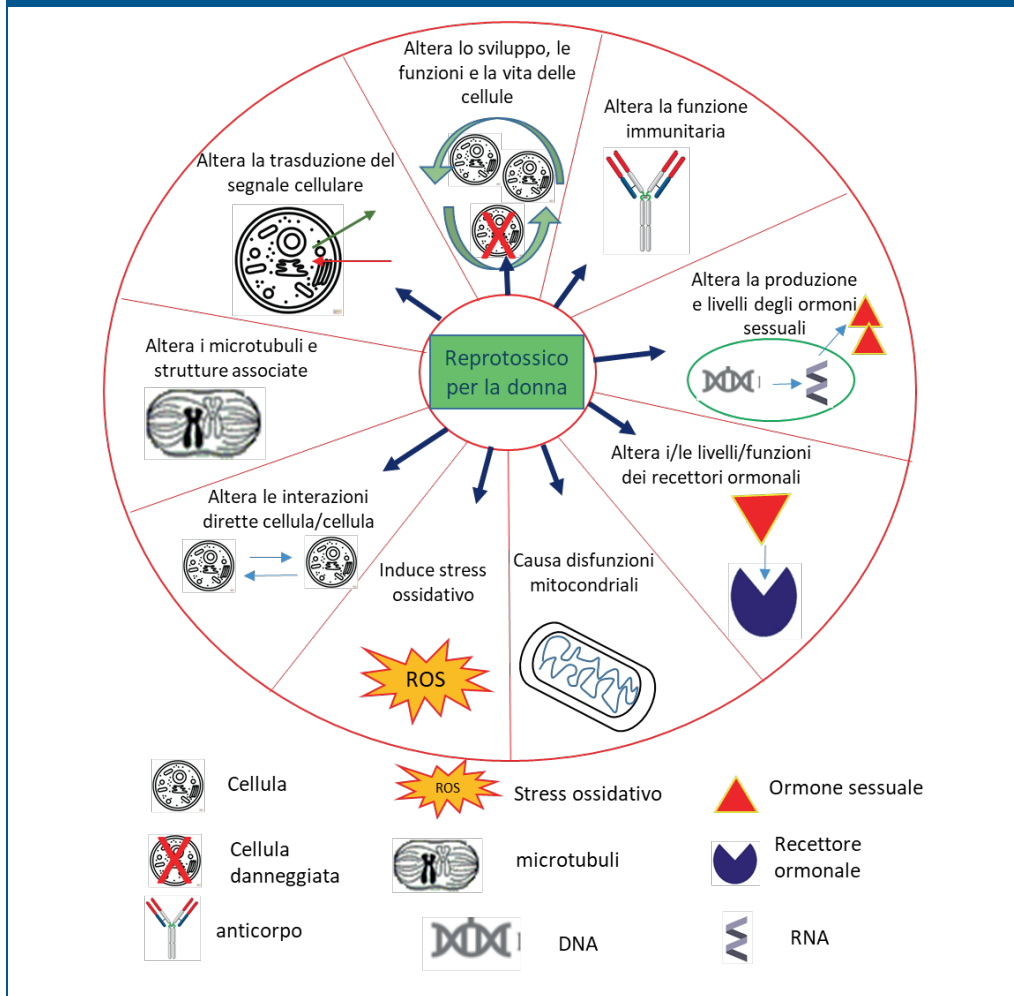 Altera lo sviluppo, le
funzioni e la vita delle
cellule
Altera la funzione
immunitaria
Altera la trasduzione del
segnale cellulare
Altera la produzione
e livelli degli ormoni
sessuali
Altera i microtubuli e
strutture associate
Reprotossico
per la donna
Altera i/le livelli/funzioni
dei recettori ormonali
Altera le interazioni
dirette cellula/cellula
Induce stress
ossidativo
Causa disfunzioni
mitocondriali
ROS
Cellula
ROS
Stress ossidativo
Ormone sessuale
Cellula
danneggiata
microtubuli
Recettore
ormonale
anticorpo
DNA
RNA